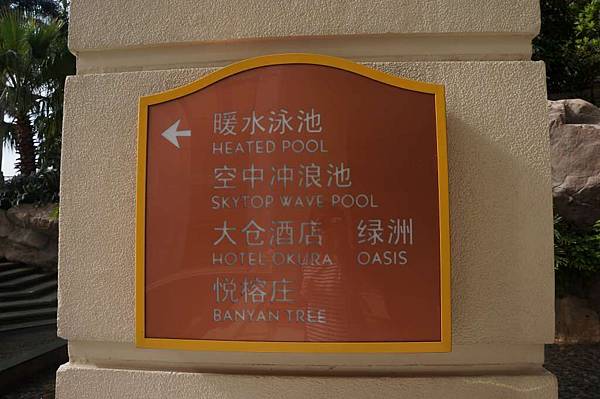 暖水泳池
HEATED POOL
空中冲浪池
SKYTOP WAVE POOL
大仓酒店 绿洲
HOTEL OKURA OASIS
悦榕庄
BANYAN TREE